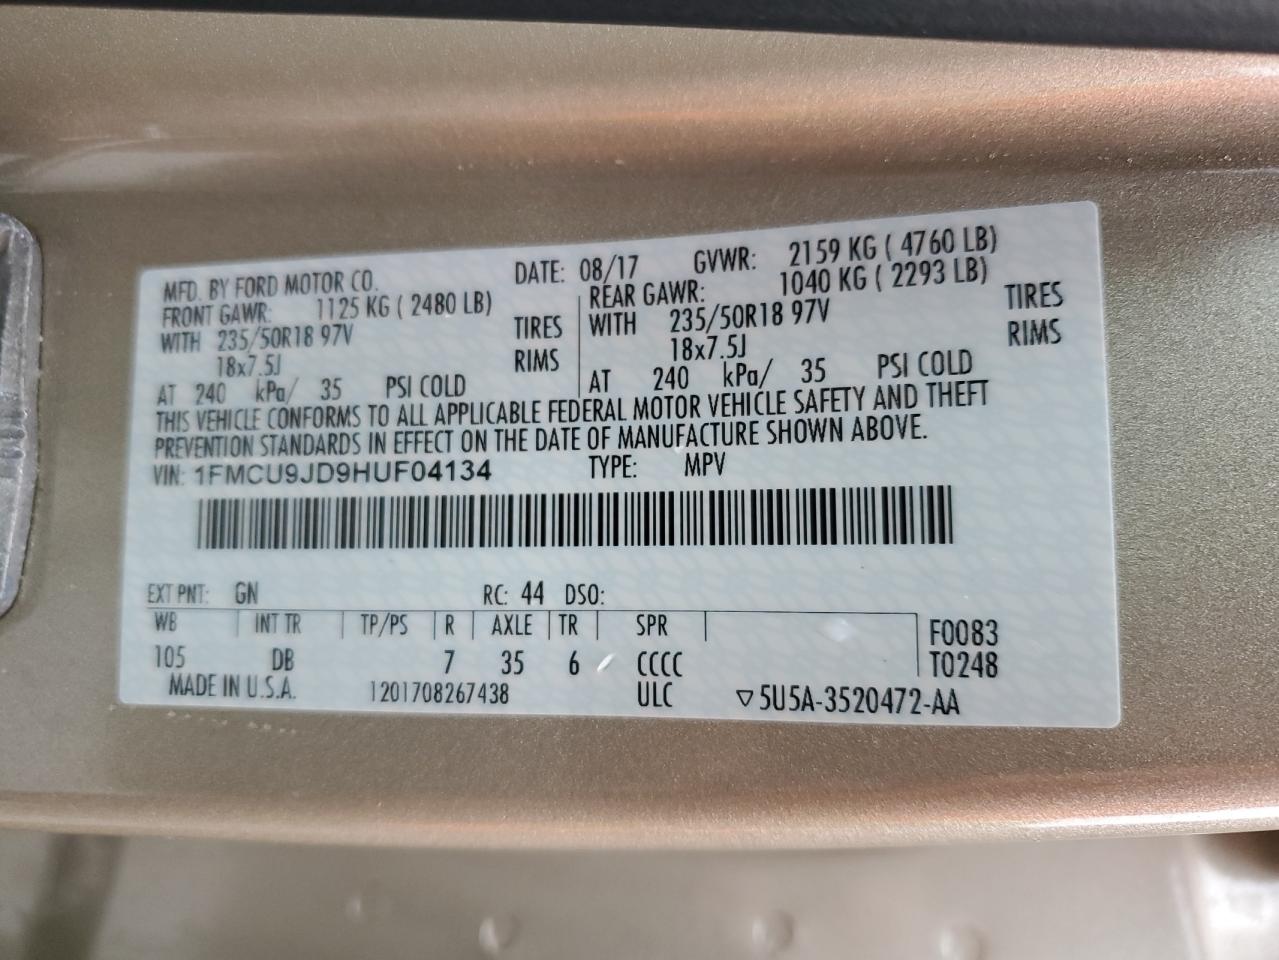 MFD. BY FORD MOTOR CO. DATE: 08/17 GVWR: 2159 KG ( 4760 LB)
FRONT GAWR: 1125 KG ( 2480 LB) REAR GAWR: 1040 KG ( 2293 LB)
WITH 235/50R18 97V TIRES WITH 235/50R18 97V TIRES
18x7.5J RIMS 18x7.5J RIMS
AT 240 kPa/ 35 PSI COLD AT 240 kPa/ 35 PSI COLD
THIS VEHICLE CONFORMS TO ALL APPLICABLE FEDERAL MOTOR VEHICLE SAFETY AND THEFT
PREVENTION STANDARDS IN EFFECT ON THE DATE OF MANUFACTURE SHOWN ABOVE.
VIN: 1FMCU9JD9HUF04134 TYPE: MPV
EXT PNT: GN RC: 44 DSO:
WB INT TR TP/PS R AXLE TR SPR F0083
105 DB 7 35 6 CCCC T0248
MADE IN U.S.A. 1201708267438 ULC ▽5U5A-3520472-AA